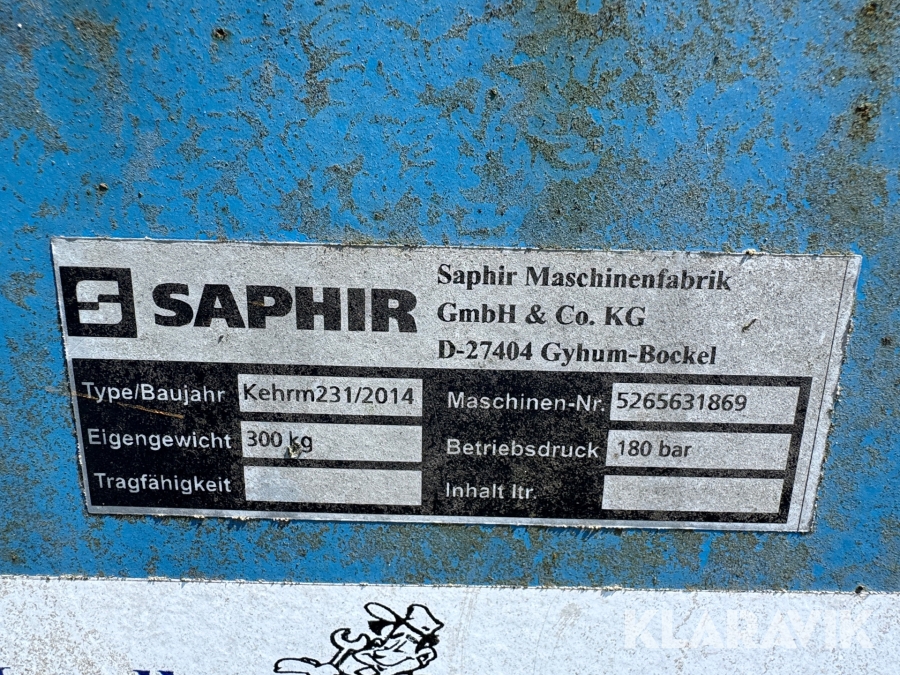 SAPHIR
Saphir Maschinenfabrik
GmbH & Co. KG
D-27404 Gyhum-Bockel
Type/Baujahr Kehrm231/2014
Maschinen-Nr. 5265631869
Eigengewicht 300 kg
Betriebsdruck 180 bar
Tragfähigkeit
Inhalt ltr.
KLARAVIK